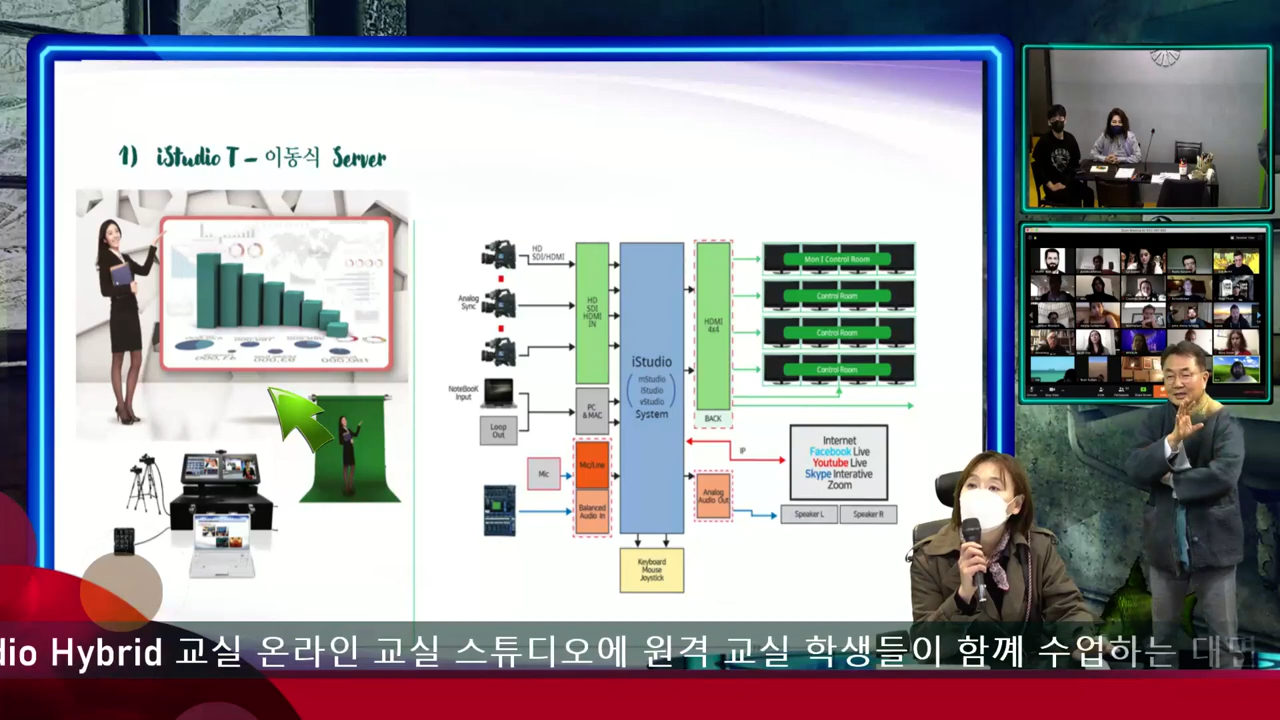 1) iStudio T - 이동식 Server
HD
SDI/HDMI
Analog
Sync
NoteBooK
Input
Loop
Out
Mic
HD
SDI
HDMI
IN
PC
& MAC
Mic/Line
Balanced
Audio In
iStudio
mStudio
iStudio
vStudio
System
Keyboard
Mouse
Joystick
HDMI
4x4
BACK
Analog
Audio Out
Mon I Control Room
Control Room
Control Room
Control Room
IP
Internet
Facebook Live
Youtube Live
Skype Interative
Zoom
Speaker L
Speaker R
dio Hybrid 교실 온라인 교실 스튜디오에 원격 교실 학생들이 함꼐 수업하는 대면